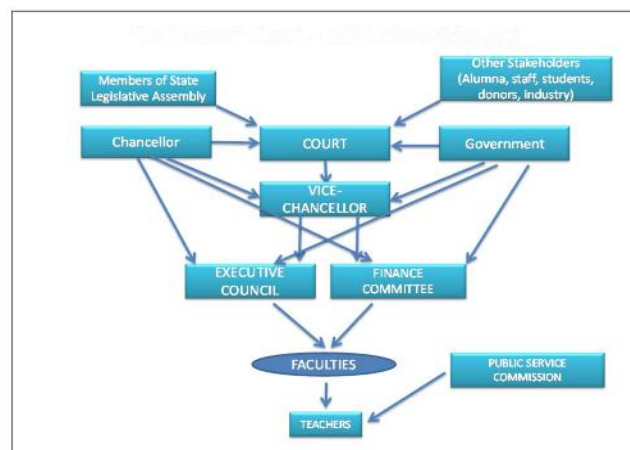 Members of State
Legislative Assembly
Other Stakeholders
(Alumna, staff, students,
donors, industry)
Chancellor
COURT
Government
VICE-
CHANCELLOR
EXECUTIVE
COUNCIL
FINANCE
COMMITTEE
FACULTIES
PUBLIC SERVICE
COMMISSION
TEACHERS